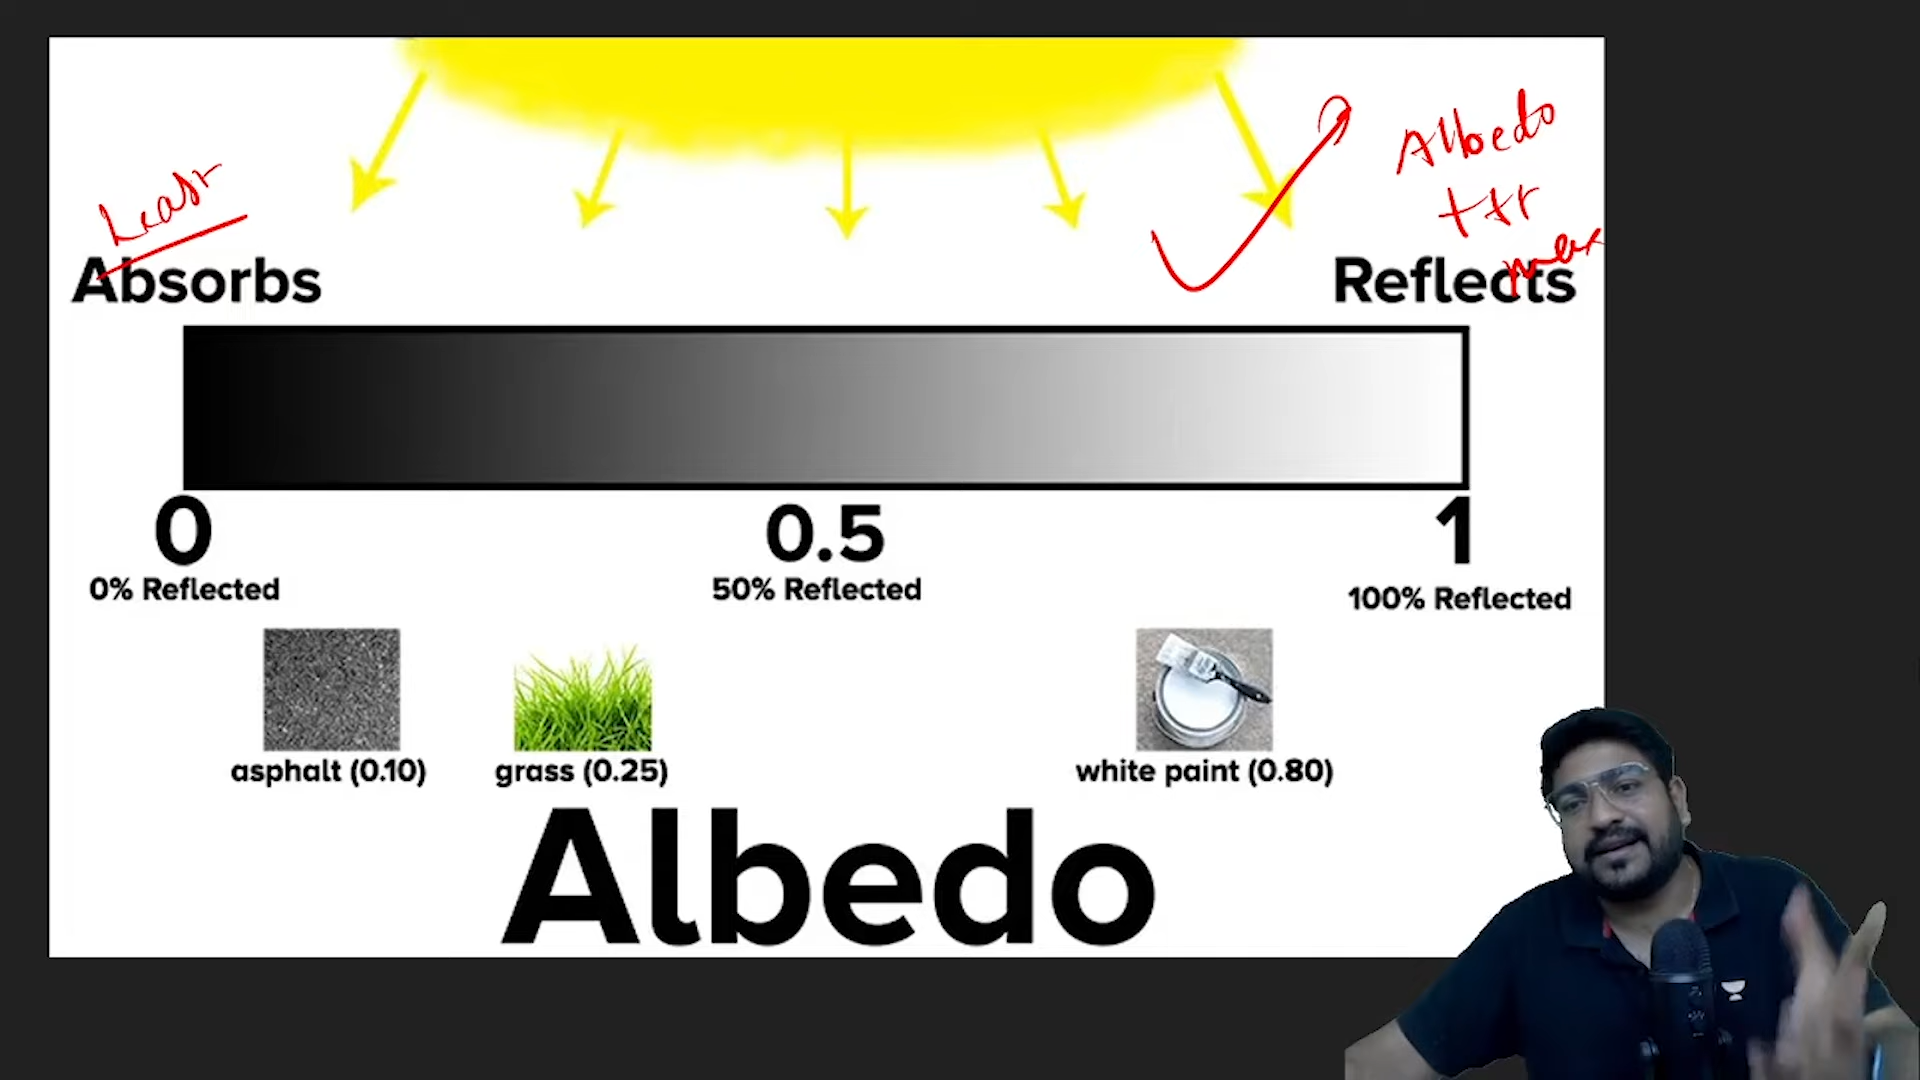 Albedo
++r
max
Least
Absorbs
Reflects
0
0.5
1
0% Reflected
50% Reflected
100% Reflected
asphalt (0.10)
grass (0.25)
white paint (0.80)
Albedo